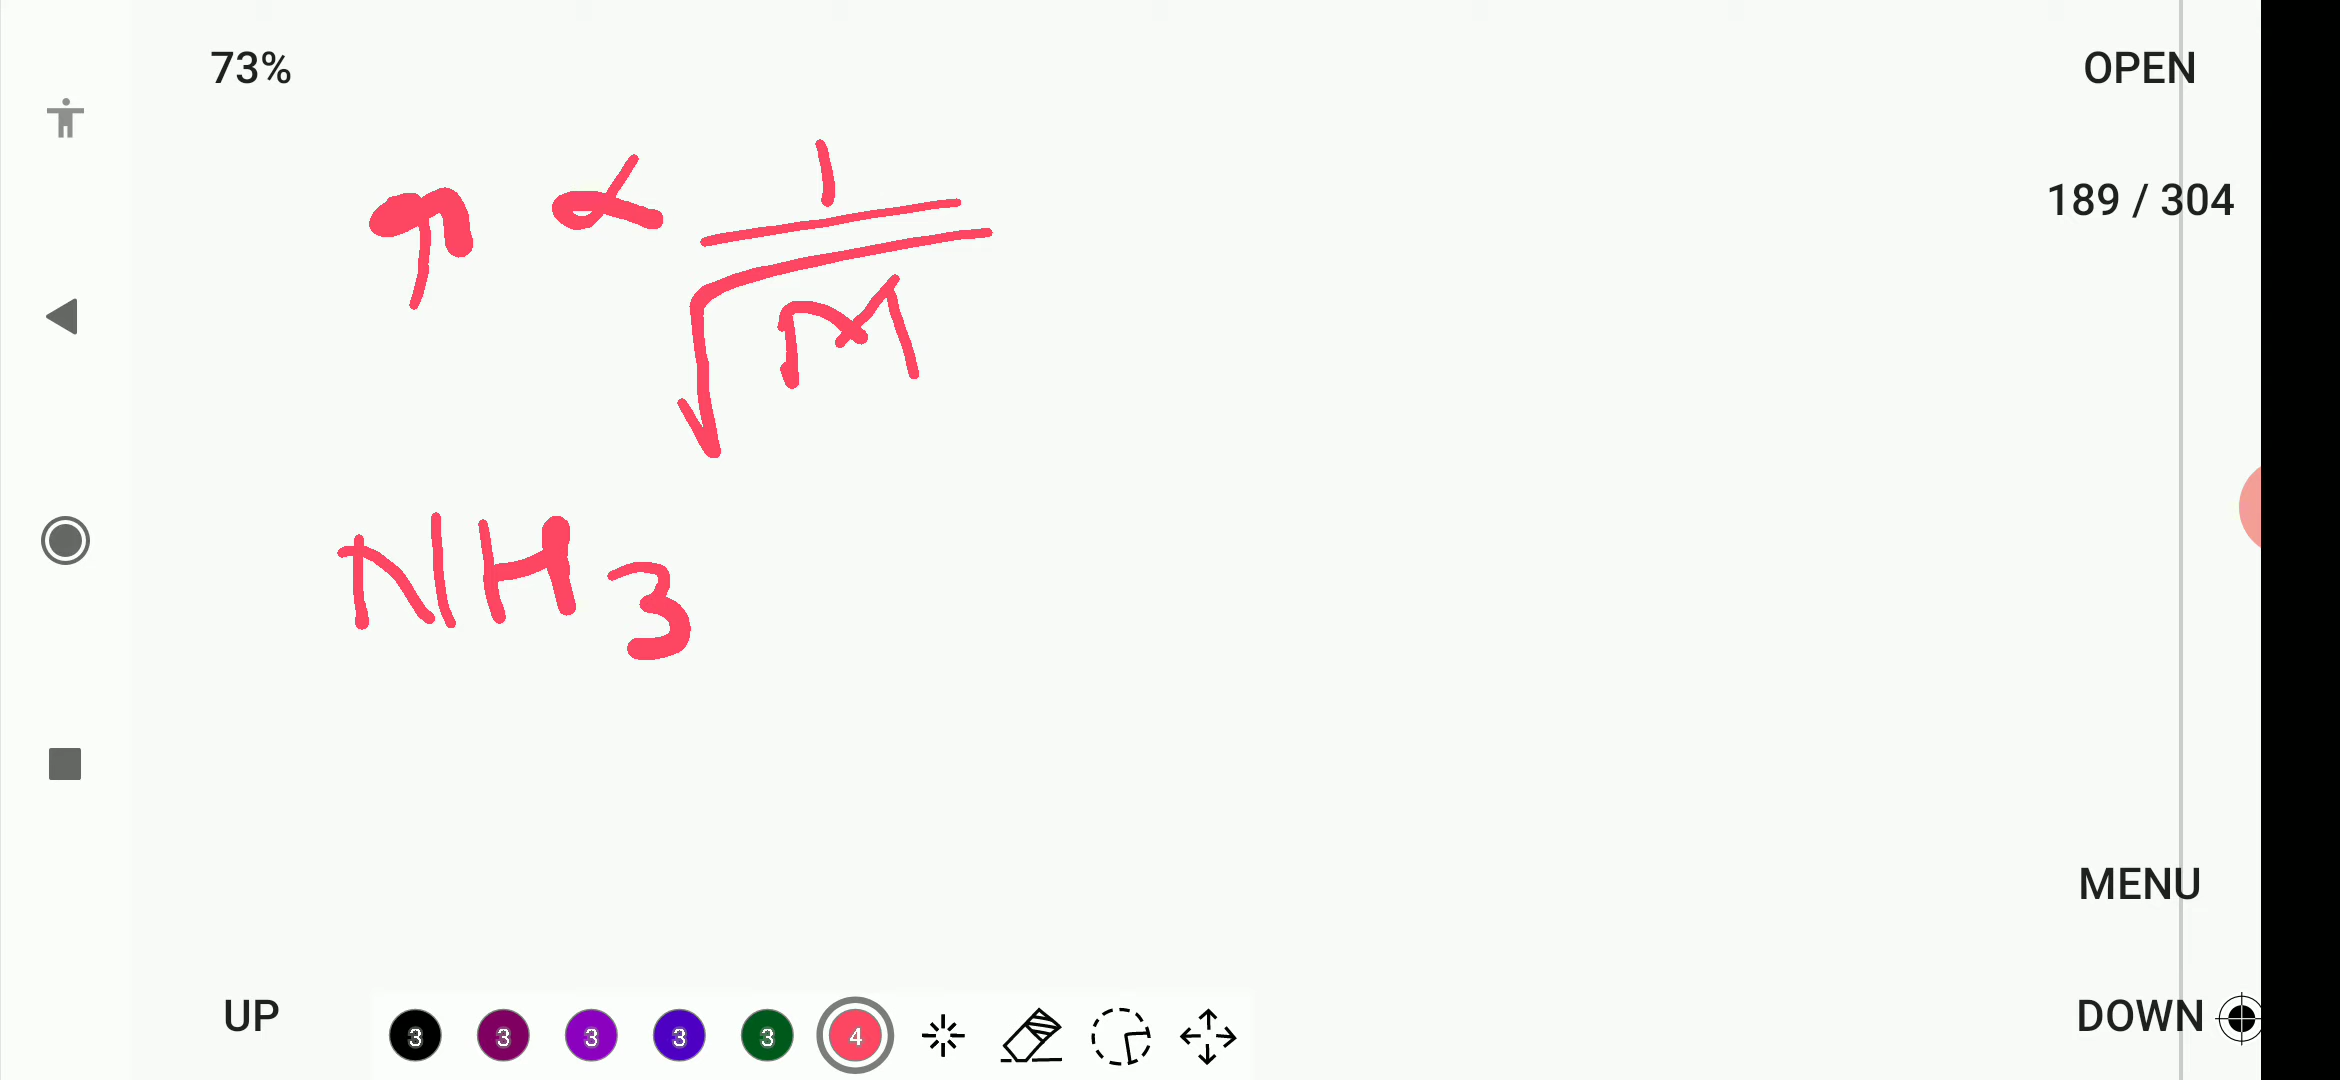 73%
OPEN
189 / 304
r ∝ 1/√M
NH3
MENU
UP
3 3 3 3 3 4
DOWN